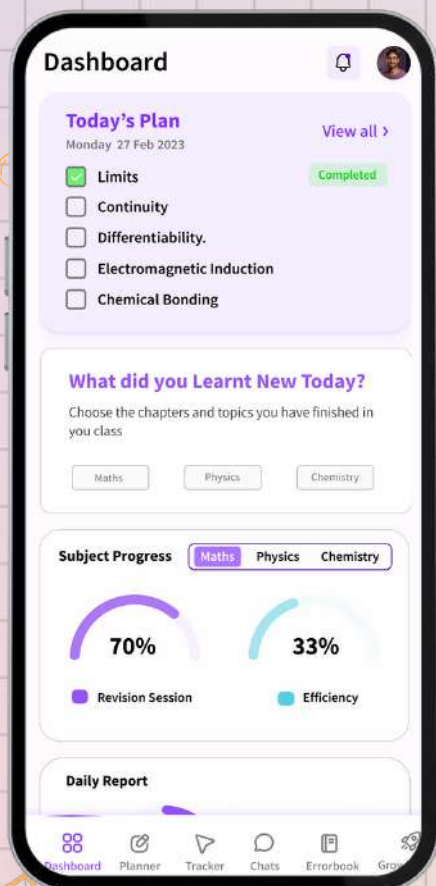 Dashboard
Today's Plan
View all >
Monday 27 Feb 2023
Limits
Completed
Continuity
Differentiability.
Electromagnetic Induction
Chemical Bonding
What did you Learnt New Today?
Choose the chapters and topics you have finished in
you class
Maths Physics Chemistry
Subject Progress Maths Physics Chemistry
70% 33%
Revision Session Efficiency
Daily Report
Dashboard Planner Tracker Chats Errorbook Grow